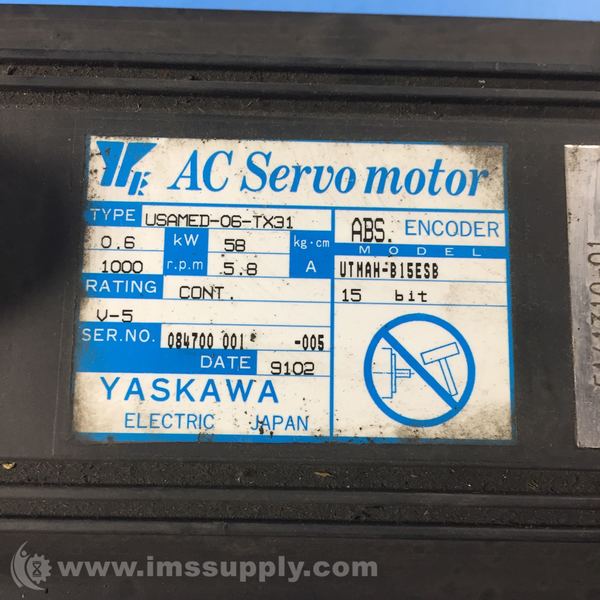 AC Servo motor
TYPE USAMED-06-TX31
0.6 kW 58 kg·cm
1000 r.p.m 5.8 A
RATING CONT.
V-5
SER.NO. 084700 001 -005
DATE 9102
YASKAWA
ELECTRIC JAPAN
ABS. ENCODER
MODEL
UTMAH-B15ESB
15 bit
www.imssupply.com